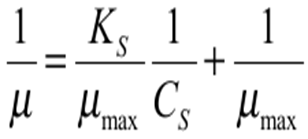 1/μ = K_S/μ_max 1/C_S + 1/μ_max